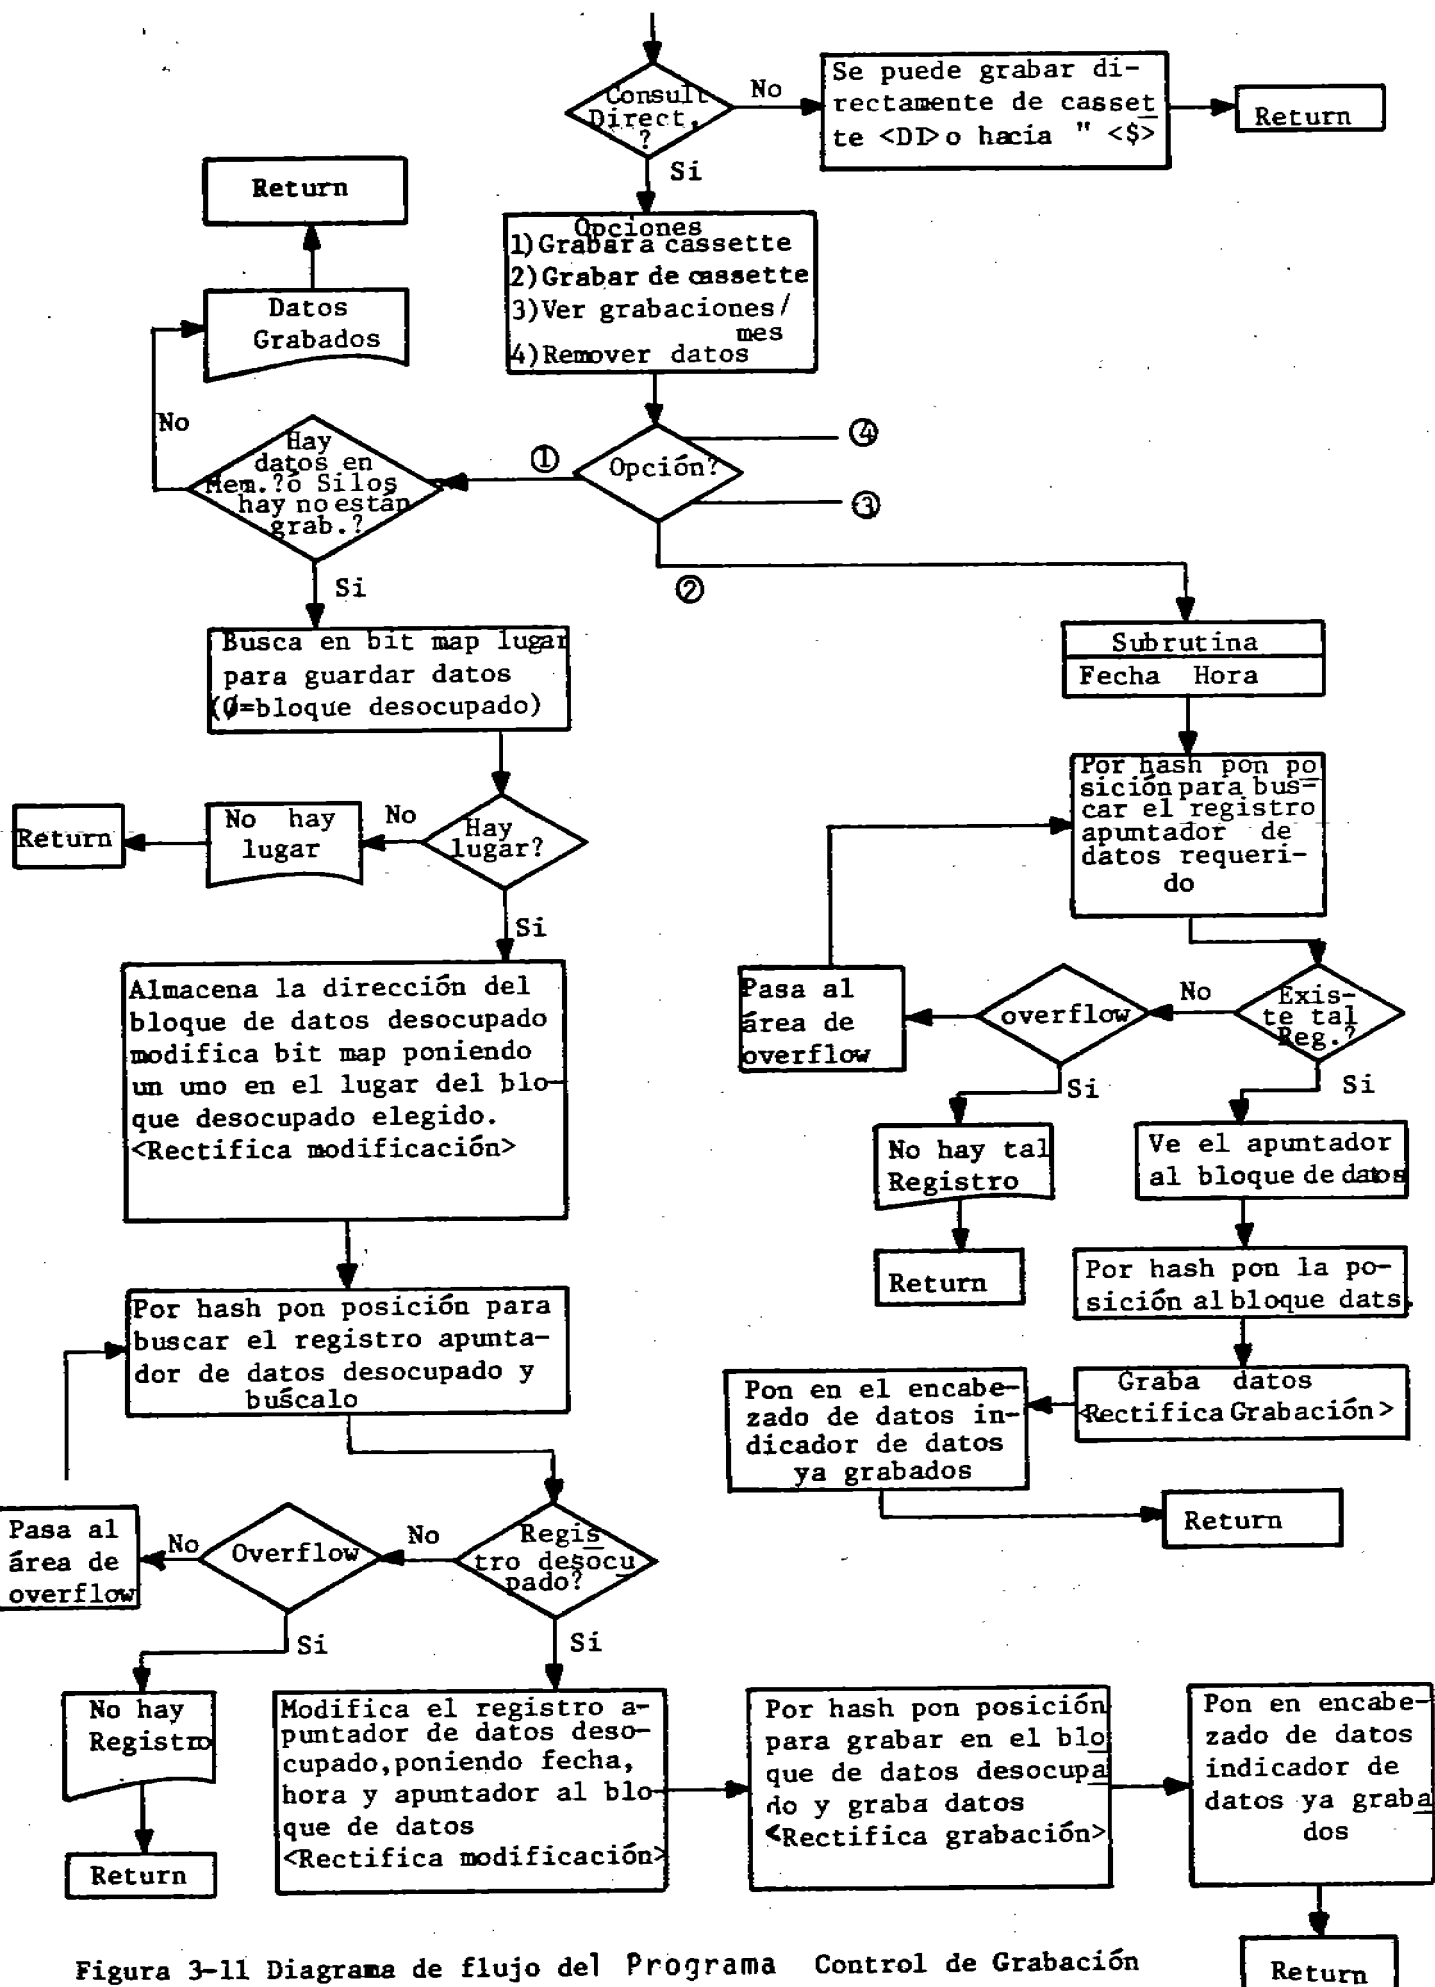 Consult
Direct.
?
No
Se puede grabar di-
rectamente de casset
te <DI>o hacia " <$>
Return
Si
Return
Opciones
1)Grabar a cassette
2)Grabar de cassette
3)Ver grabaciones/
mes
4)Remover datos
Datos
Grabados
No
Hay
datos en
Mem.?ó Silos
hay no están
grab.?
①
Opción?
④
③
②
Si
Busca en bit map lugar
para guardar datos
(Ø=bloque desocupado)
Subrutina
Fecha Hora
Return
No hay
lugar
No
Hay
lugar?
Si
Por hash pon po
sición para bus-
car el registro
apuntador de
datos requeri-
do
Almacena la dirección del
bloque de datos desocupado
modifica bit map poniendo
un uno en el lugar del blo-
que desocupado elegido.
<Rectifica modificación>
Pasa al
área de
overflow
overflow
No
Exis-
te tal
Reg.?
Si
Si
No hay tal
Registro
Return
Ve el apuntador
al bloque de datos
Por hash pon la po-
sición al bloque dats.
Graba datos
<Rectifica Grabación>
Pon en el encabe-
zado de datos in-
dicador de datos
ya grabados
Return
Por hash pon posición para
buscar el registro apunta-
dor de datos desocupado y
buścalo
Pasa al
área de
overflow
No
Overflow
No
Regis
tro desocu
pado?
Si
Si
No hay
Registro
Return
Modifica el registro a-
puntador de datos deso-
cupado,poniendo fecha,
hora y apuntador al blo-
que de datos
<Rectifica modificación>
Por hash pon posición
para grabar en el blo
que de datos desocupa
do y graba datos
<Rectifica grabación>
Pon en encabe-
zado de datos
indicador de
datos ya graba
dos
Return
Figura 3-11 Diagrama de flujo del Programa Control de Grabación